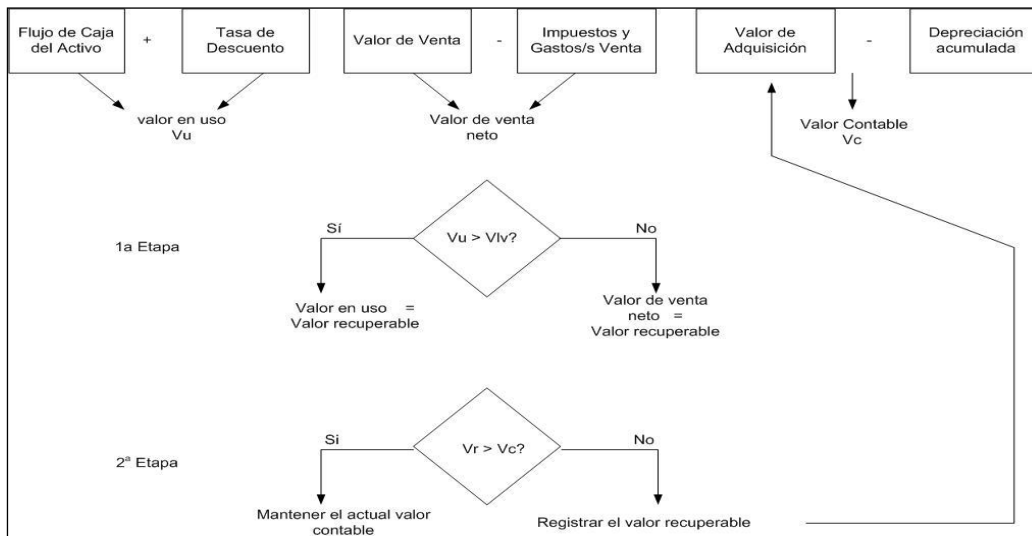 Flujo de Caja
del Activo
+
Tasa de
Descuento
Valor de Venta
-
Impuestos y
Gastos/s Venta
Valor de
Adquisición
-
Depreciación
acumulada
valor en uso
Vu
Valor de venta
neto
Valor Contable
Vc
1a Etapa
Sí
Vu > Vlv?
No
Valor en uso =
Valor recuperable
Valor de venta
neto =
Valor recuperable
2ª Etapa
Si
Vr > Vc?
No
Mantener el actual valor
contable
Registrar el valor recuperable